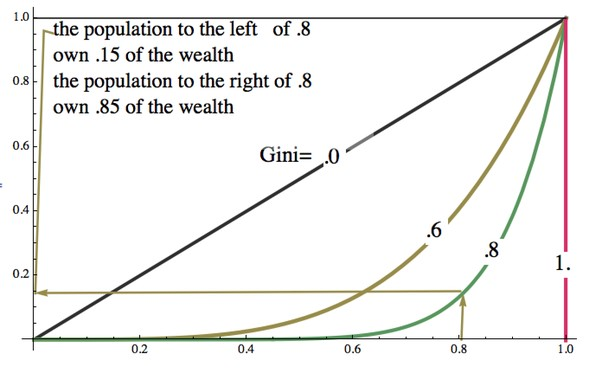 1.0
the population to the left of .8
own .15 of the wealth
0.8
the population to the right of .8
own .85 of the wealth
0.6
Gini= .0
0.4
.6
.8
1.
0.2
0.2 0.4 0.6 0.8 1.0